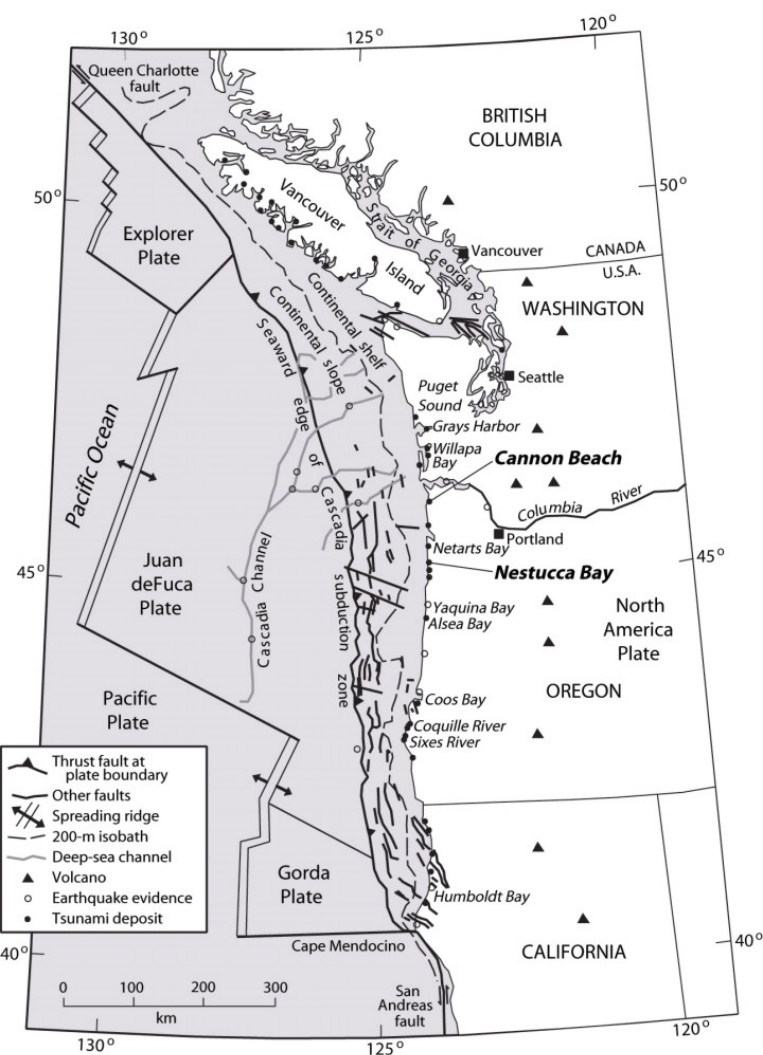 130°
125°
120°
Queen Charlotte
fault
BRITISH
COLUMBIA
50°
50°
Vancouver
Island
Strait of Georgia
Vancouver
CANADA
U.S.A.
Explorer
Plate
WASHINGTON
Continental shelf
Continental slope
Seaward edge of Cascadia subduction zone
Seattle
Puget
Sound
Grays Harbor
Willapa
Bay
Cannon Beach
Pacific Ocean
Columbia River
Portland
Netarts Bay
45°
45°
Nestucca Bay
Juan
deFuca
Plate
Cascadia Channel
Yaquina Bay
Alsea Bay
North
America
Plate
Pacific
Plate
OREGON
Coos Bay
Coquille River
Sixes River
Thrust fault at
plate boundary
Other faults
Spreading ridge
200-m isobath
Deep-sea channel
Volcano
Earthquake evidence
Tsunami deposit
Gorda
Plate
Humboldt Bay
Cape Mendocino
CALIFORNIA
40°
40°
0 100 200 300
km
San
Andreas
fault
130°
125°
120°